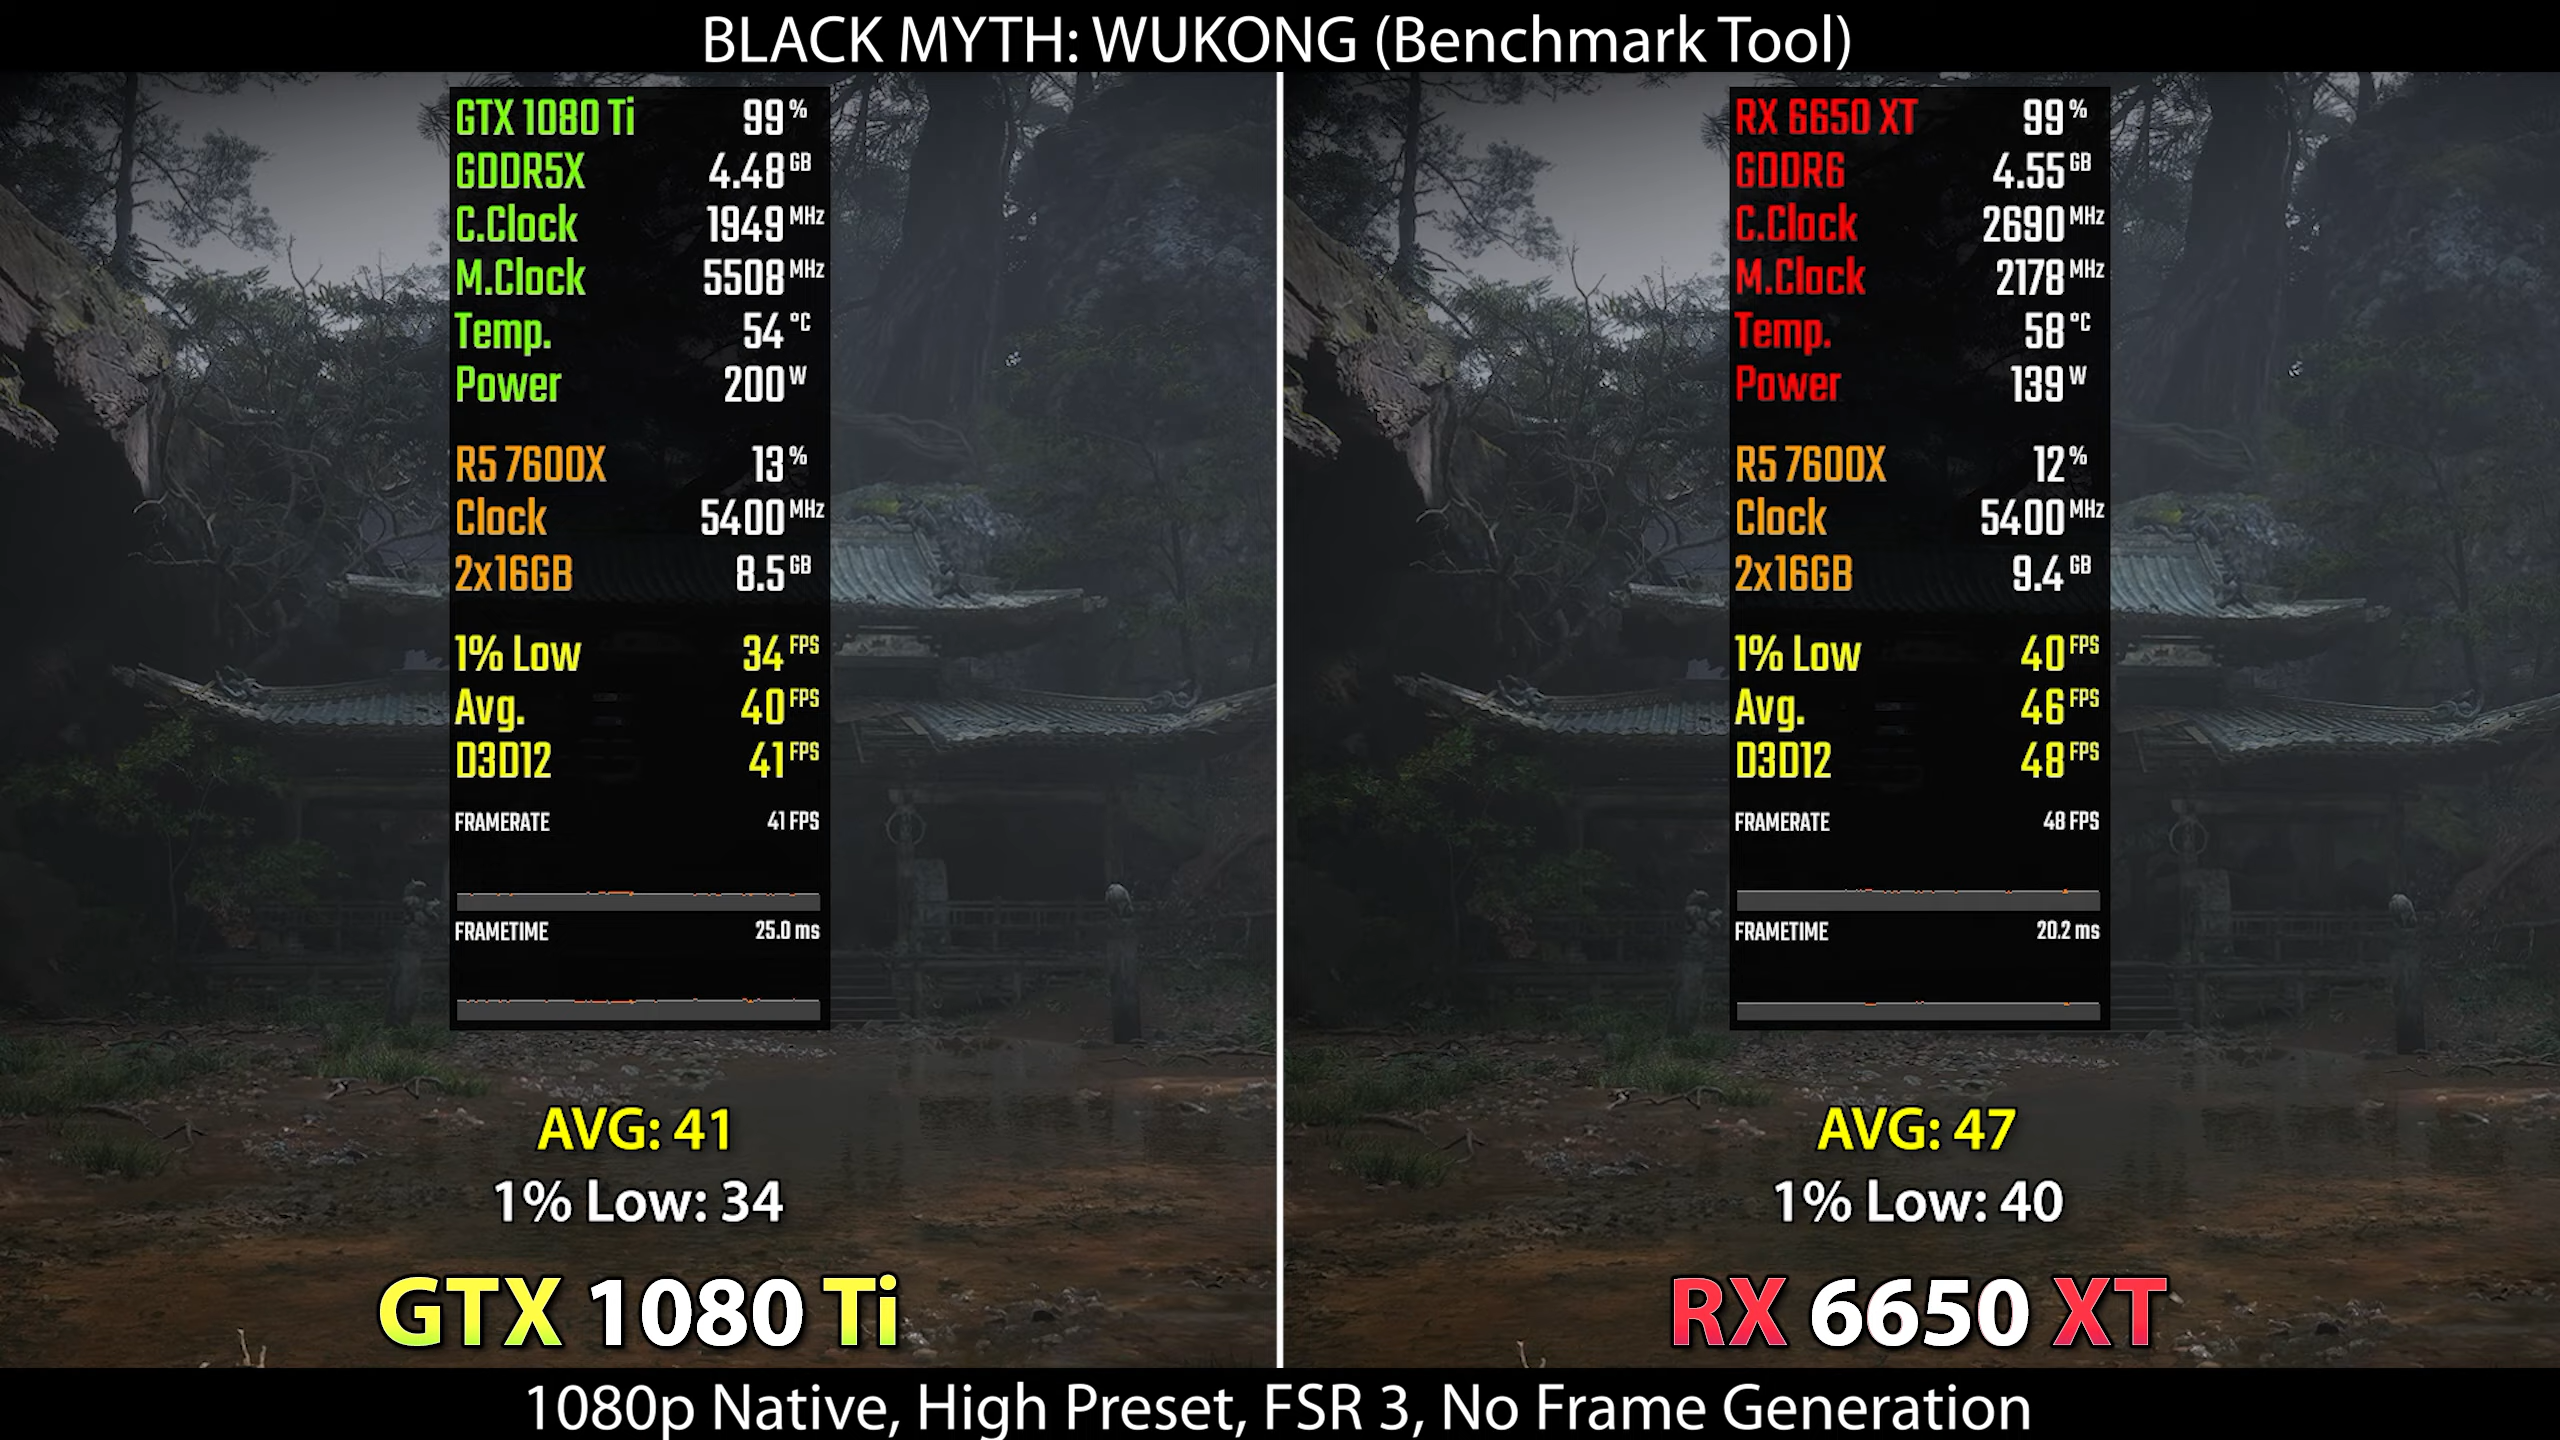 BLACK MYTH: WUKONG (Benchmark Tool)
GTX 1080 Ti 99 %
GDDR5X 4.48 GB
C.Clock 1949 MHz
M.Clock 5508 MHz
Temp. 54 °C
Power 200 W
R5 7600X 13 %
Clock 5400 MHz
2x16GB 8.5 GB
1% Low 34 FPS
Avg. 40 FPS
D3D12 41 FPS
FRAMERATE 41 FPS
FRAMETIME 25.0 ms
AVG: 41
1% Low: 34
GTX 1080 Ti
RX 6650 XT 99 %
GDDR6 4.55 GB
C.Clock 2690 MHz
M.Clock 2178 MHz
Temp. 58 °C
Power 139 W
R5 7600X 12 %
Clock 5400 MHz
2x16GB 9.4 GB
1% Low 40 FPS
Avg. 46 FPS
D3D12 48 FPS
FRAMERATE 48 FPS
FRAMETIME 20.2 ms
AVG: 47
1% Low: 40
RX 6650 XT
1080p Native, High Preset, FSR 3, No Frame Generation